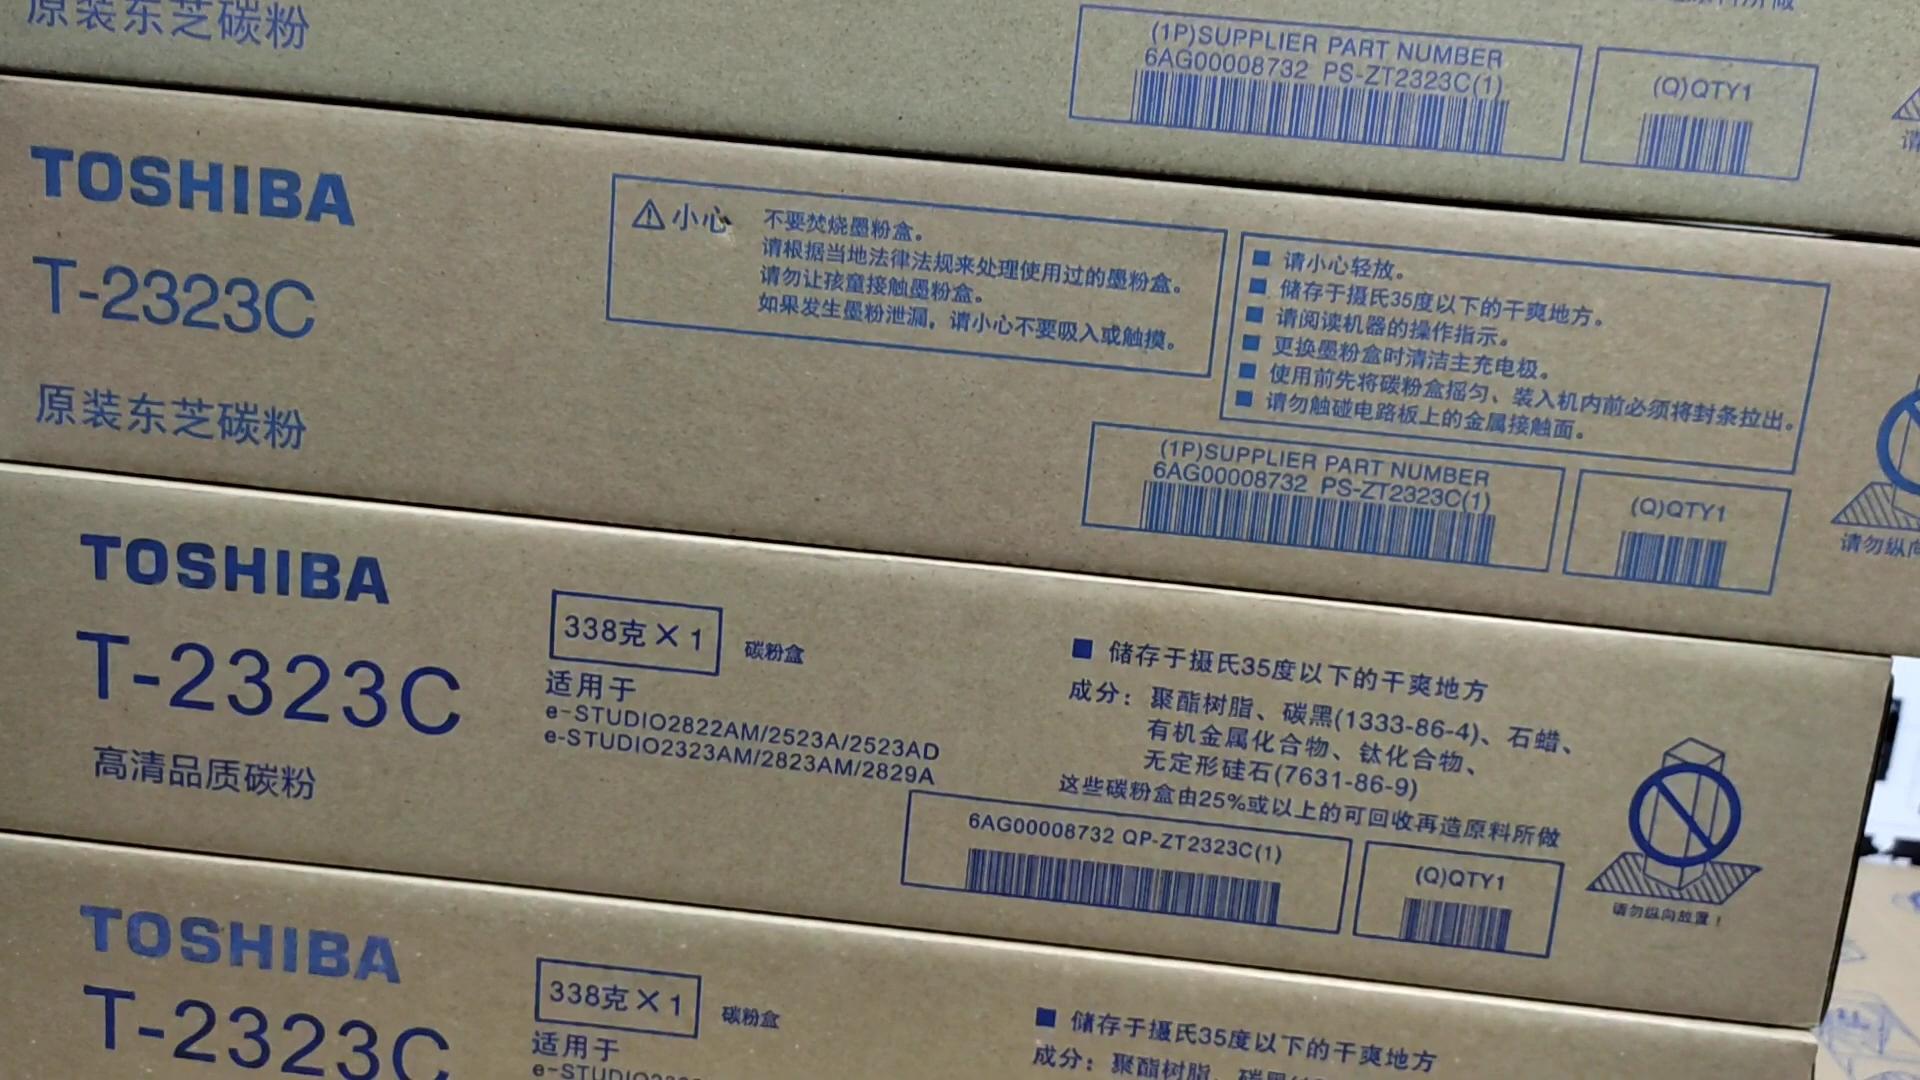 原装东芝碳粉
(1P)SUPPLIER PART NUMBER
6AG00008732 PS-ZT2323C(1)
(Q)QTY1
TOSHIBA
T-2323C
原装东芝碳粉
小心
不要焚烧墨粉盒。
请根据当地法律法规来处理使用过的墨粉盒。
请勿让孩童接触墨粉盒。
如果发生墨粉泄漏，请小心不要吸入或触摸。
■ 请小心轻放。
■ 储存于摄氏35度以下的干爽地方。
■ 请阅读机器的操作指示。
■ 更换墨粉盒时清洁主充电极。
■ 使用前先将碳粉盒摇匀、装入机内前必须将封条拉出。
■ 请勿触碰电路板上的金属接触面。
(1P)SUPPLIER PART NUMBER
6AG00008732 PS-ZT2323C(1)
(Q)QTY1
请勿纵向
TOSHIBA
T-2323C
高清品质碳粉
338克×1
碳粉盒
适用于
e-STUDIO2822AM/2523A/2523AD
e-STUDIO2323AM/2823AM/2829A
■ 储存于摄氏35度以下的干爽地方
成分：聚酯树脂、碳黑(1333-86-4)、石蜡、
有机金属化合物、钛化合物、
无定形硅石(7631-86-9)
这些碳粉盒由25%或以上的可回收再造原料所做
6AG00008732 QP-ZT2323C(1)
(Q)QTY1
请勿纵向放置！
TOSHIBA
T-2323C
338克×1
碳粉盒
适用于
■ 储存于摄氏35度以下的干爽地方
成分：聚酯树脂、